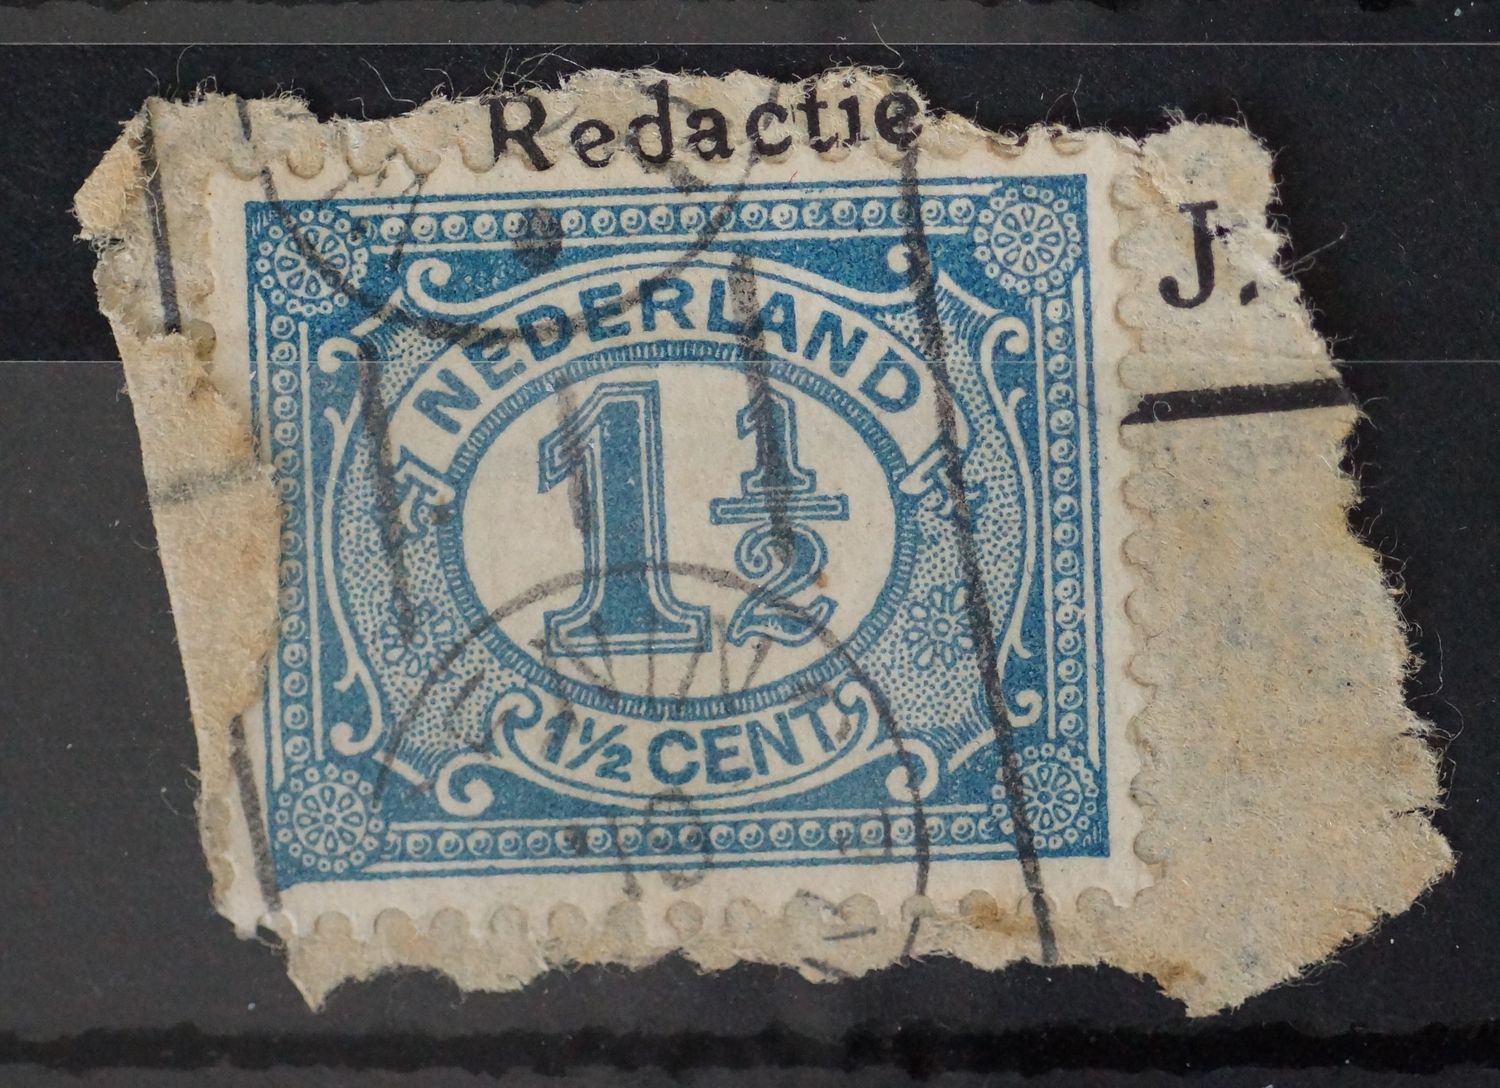 Redactie
J.
NEDERLAND
1 1/2
1½ CENT